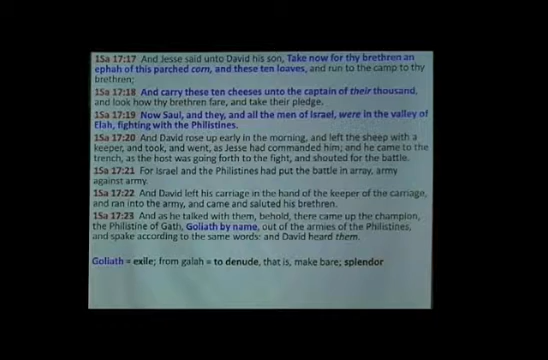 1Sa 17:17 And Jesse said unto David his son, Take now for thy brethren an
ephah of this parched corn, and these ten loaves, and run to the camp to thy
brethren;
1Sa 17:18 And carry these ten cheeses unto the captain of their thousand,
and look how thy brethren fare, and take their pledge.
1Sa 17:19 Now Saul, and they, and all the men of Israel, were in the valley of
Elah, fighting with the Philistines.
1Sa 17:20 And David rose up early in the morning, and left the sheep with a
keeper, and took, and went, as Jesse had commanded him; and he came to the
trench, as the host was going forth to the fight, and shouted for the battle.
1Sa 17:21 For Israel and the Philistines had put the battle in array, army
against army.
1Sa 17:22 And David left his carriage in the hand of the keeper of the carriage,
and ran into the army, and came and saluted his brethren.
1Sa 17:23 And as he talked with them, behold, there came up the champion,
the Philistine of Gath, Goliath by name, out of the armies of the Philistines,
and spake according to the same words: and David heard them.
Goliath = exile; from galah = to denude, that is, make bare; splendor